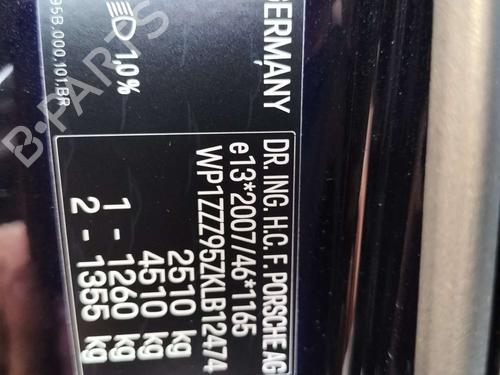 DR. ING. H.C. F. PORSCHE AG
e13*2007/46*1165
WP1ZZZ95ZKLB12474
2510 kg
4510 kg
1 - 1260 kg
2 - 1355 kg
GERMANY
1,0%
95B.000.101.BR
B-PARTS